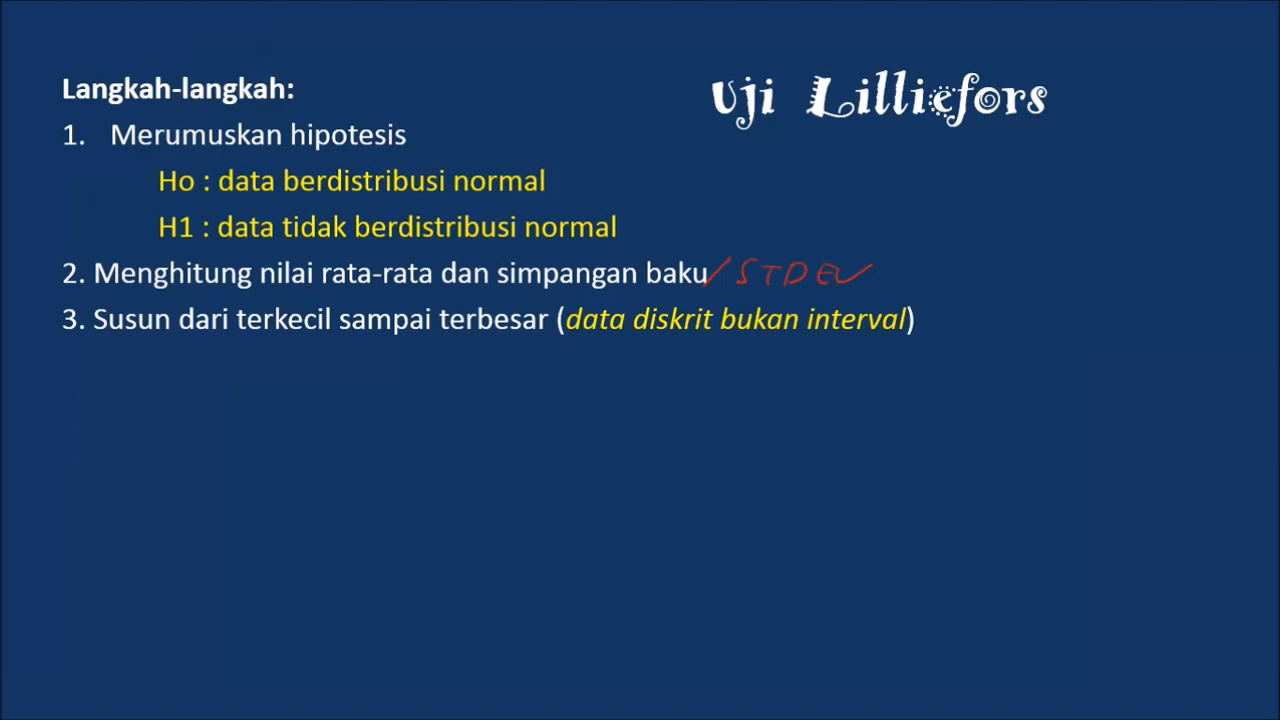 Uji Lilliefors
Langkah-langkah:
1. Merumuskan hipotesis
Ho : data berdistribusi normal
H1 : data tidak berdistribusi normal
2. Menghitung nilai rata-rata dan simpangan baku / STDEV
3. Susun dari terkecil sampai terbesar (data diskrit bukan interval)